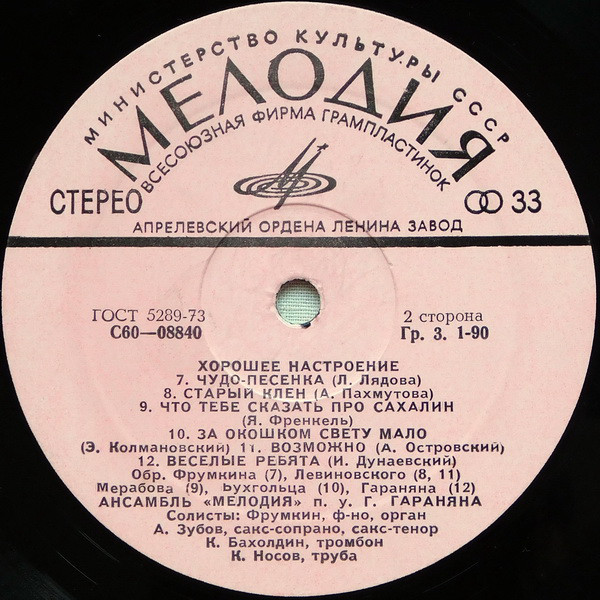 МИНИСТЕРСТВО КУЛЬТУРЫ СССР
МЕЛОДИЯ
ВСЕСОЮЗНАЯ ФИРМА ГРАМПЛАСТИНОК
СТЕРЕО
33
АПРЕЛЕВСКИЙ ОРДЕНА ЛЕНИНА ЗАВОД
ГОСТ 5289-73
2 сторона
С60—08840
Гр. 3. 1-90
ХОРОШЕЕ НАСТРОЕНИЕ
7. ЧУДО-ПЕСЕНКА (Л. Лядова)
8. СТАРЫЙ КЛЕН (А. Пахмутова)
9. ЧТО ТЕБЕ СКАЗАТЬ ПРО САХАЛИН
(Я. Френкель)
10. ЗА ОКОШКОМ СВЕТУ МАЛО
(Э. Колмановский) 11. ВОЗМОЖНО (А. Островский)
12. ВЕСЕЛЫЕ РЕБЯТА (И. Дунаевский)
Обр. Фрумкина (7), Левиновского (8, 11)
Мерабова (9), Бухгольца (10), Гараняна (12)
АНСАМБЛЬ «МЕЛОДИЯ» п. у. Г. ГАРАНЯНА
Солисты: Фрумкин, ф-но, орган
А. Зубов, сакс-сопрано, сакс-тенор
К. Бахолдин, тромбон
К. Носов, труба